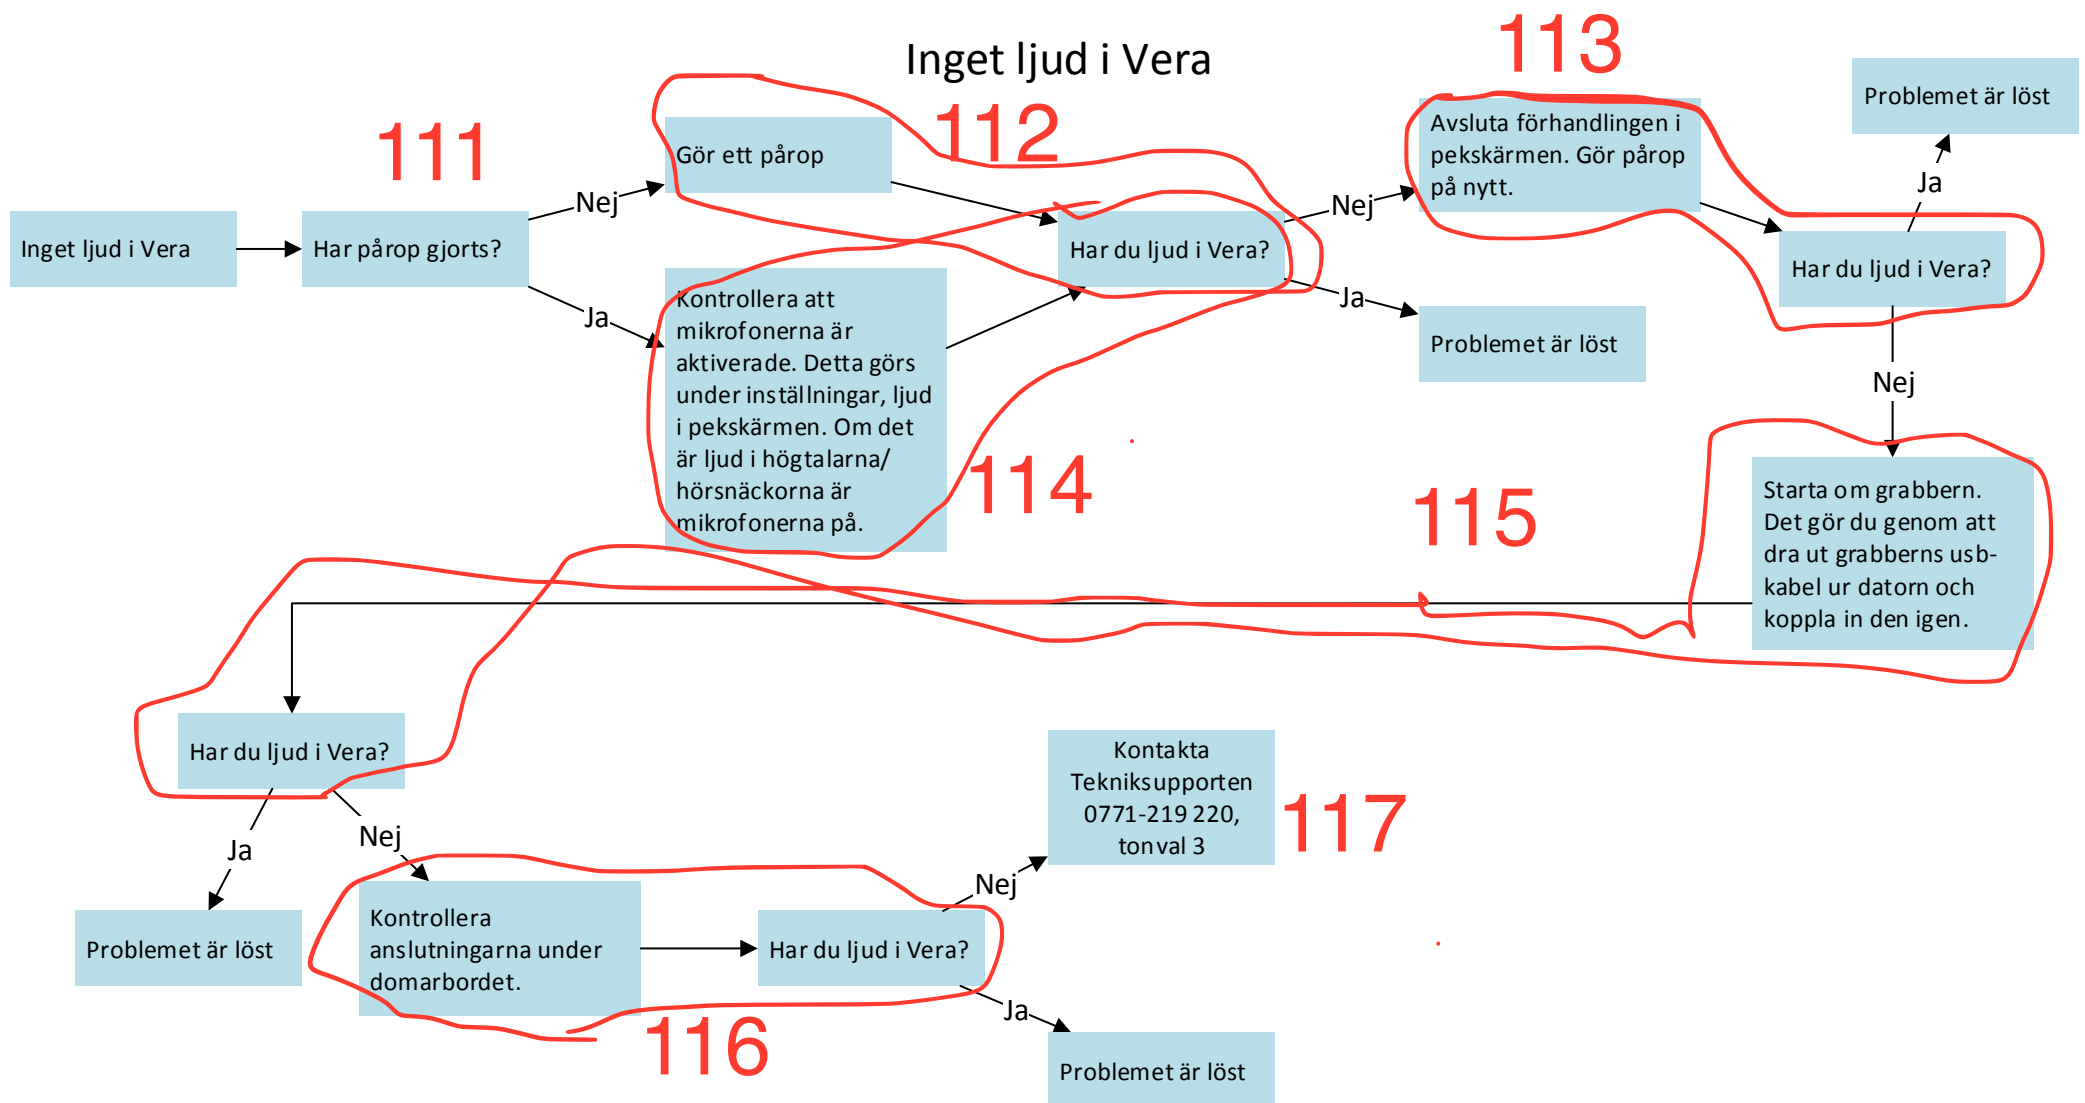 Inget ljud i Vera
113
112
111
Problemet är löst
Ja
Gör ett pårop
Avsluta förhandlingen i
pekskärmen. Gör pårop
på nytt.
Nej
Nej
Inget ljud i Vera
Har pårop gjorts?
Har du ljud i Vera?
Har du ljud i Vera?
Ja
Ja
Problemet är löst
Kontrollera att
mikrofonerna är
aktiverade. Detta görs
under inställningar, ljud
i pekskärmen. Om det
är ljud i högtalarna/
hörsnäckorna är
mikrofonerna på.
114
Nej
115
Starta om grabbern.
Det gör du genom att
dra ut grabberns usb-
kabel ur datorn och
koppla in den igen.
Har du ljud i Vera?
Ja
Nej
Problemet är löst
Kontrollera
anslutningarna under
domarbordet.
116
Har du ljud i Vera?
Nej
Kontakta
Tekniksupporten
0771-219 220,
tonval 3
117
Ja
Problemet är löst